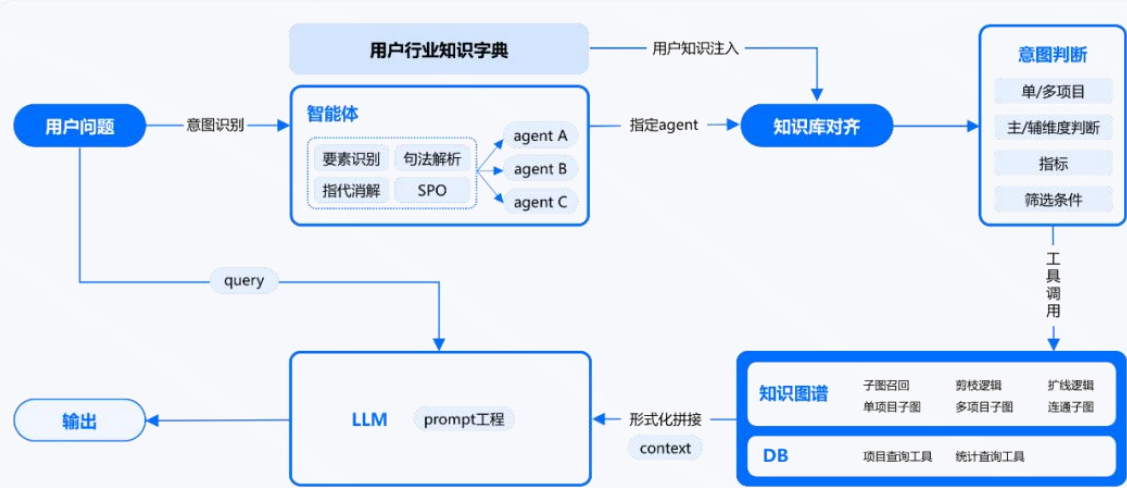 用户行业知识字典
用户知识注入
意图判断
单/多项目
主/辅维度判断
指标
筛选条件
用户问题
意图识别
智能体
要素识别
句法解析
指代消解
SPO
agent A
agent B
agent C
指定agent
知识库对齐
工具调用
query
LLM
prompt工程
输出
形式化拼接
context
知识图谱
子图召回
剪枝逻辑
扩线逻辑
单项目子图
多项目子图
连通子图
DB
项目查询工具
统计查询工具